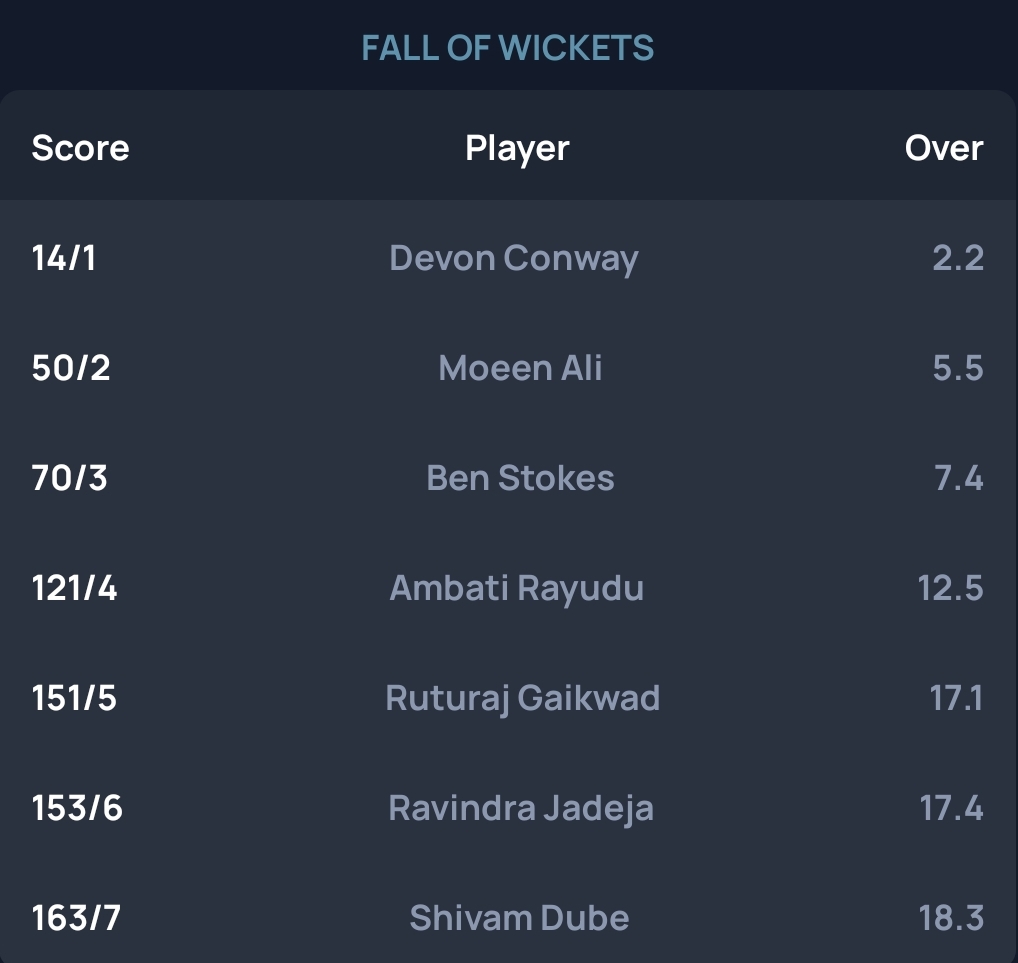 FALL OF WICKETS
Score Player Over
14/1 Devon Conway 2.2
50/2 Moeen Ali 5.5
70/3 Ben Stokes 7.4
121/4 Ambati Rayudu 12.5
151/5 Ruturaj Gaikwad 17.1
153/6 Ravindra Jadeja 17.4
163/7 Shivam Dube 18.3